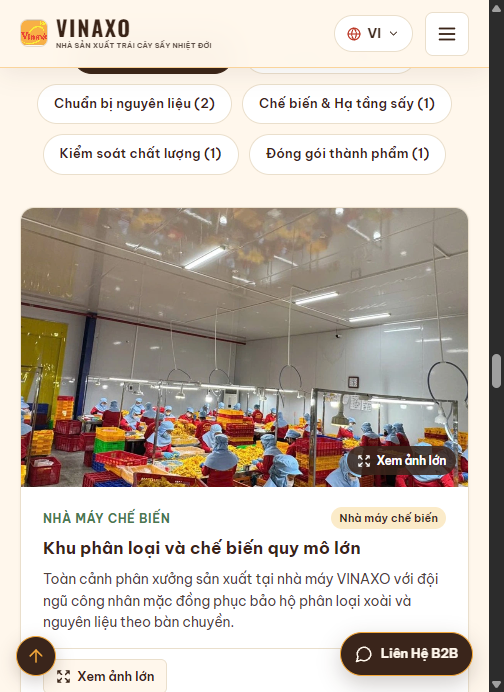 Vinaxo
VINAXO
NHÀ SẢN XUẤT TRÁI CÂY SẤY NHIỆT ĐỚI
VI
Chuẩn bị nguyên liệu (2)
Chế biến & Hạ tầng sấy (1)
Kiểm soát chất lượng (1)
Đóng gói thành phẩm (1)
Xem ảnh lớn
NHÀ MÁY CHẾ BIẾN
Nhà máy chế biến
Khu phân loại và chế biến quy mô lớn
Toàn cảnh phân xưởng sản xuất tại nhà máy VINAXO với đội
ngũ công nhân mặc đồng phục bảo hộ phân loại xoài và
nguyên liệu theo bàn chuyền.
Liên Hệ B2B
Xem ảnh lớn